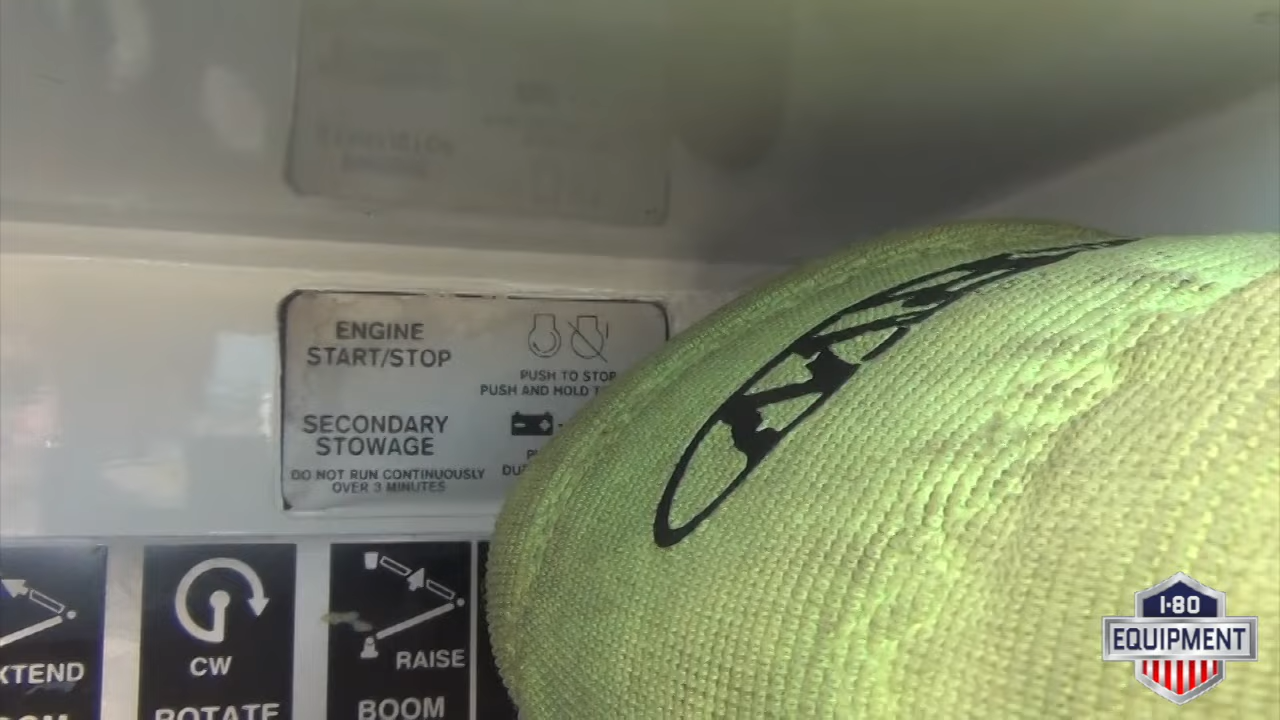 ENGINE
START/STOP
PUSH TO STOP
PUSH AND HOLD
SECONDARY
STOWAGE
DO NOT RUN CONTINUOUSLY
OVER 3 MINUTES
CW
ROTATE
RAISE
BOOM
I-80
EQUIPMENT